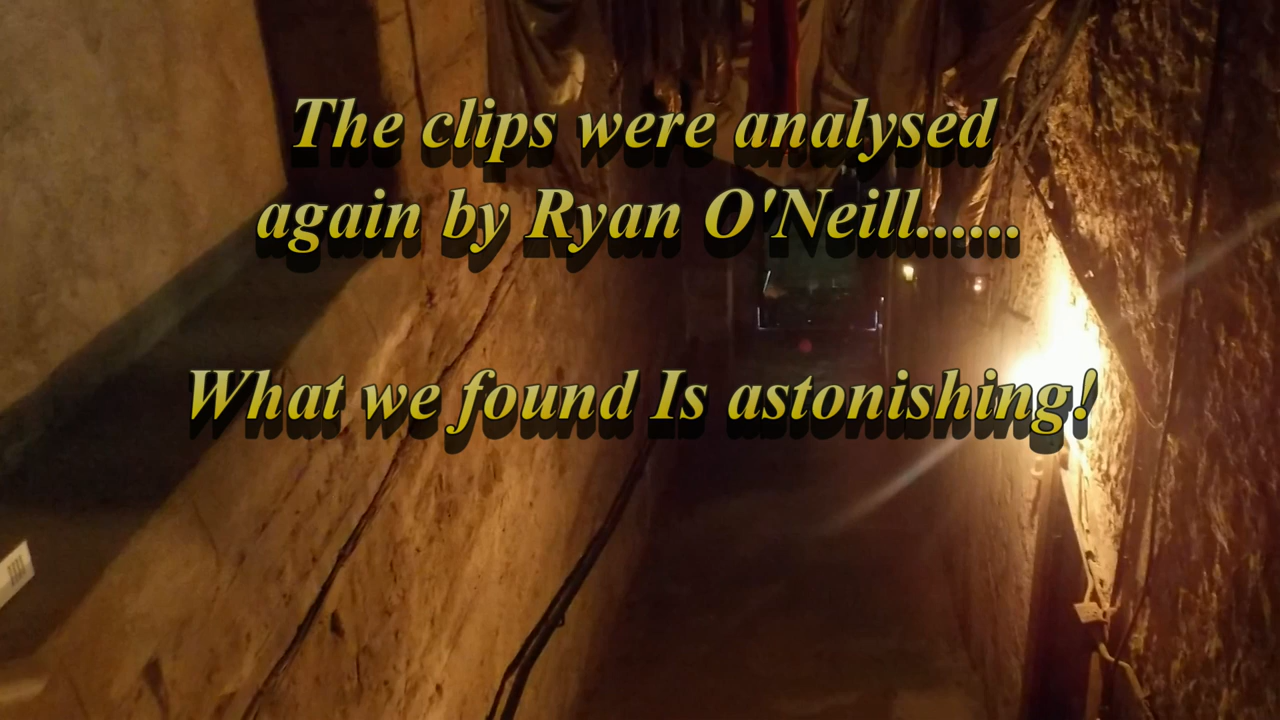 The clips were analysed
again by Ryan O'Neill......
What we found Is astonishing!